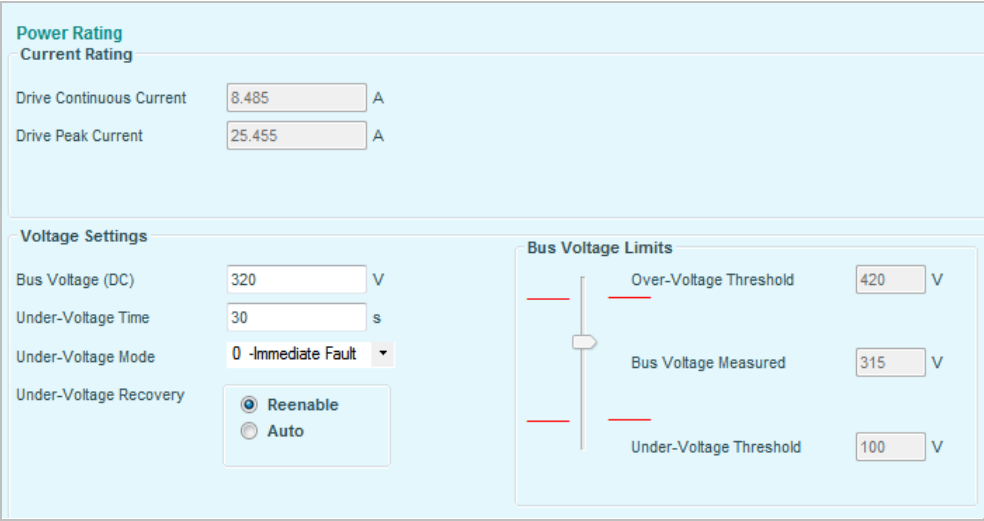 Power Rating
Current Rating
Drive Continuous Current 8.485 A
Drive Peak Current 25.455 A
Voltage Settings
Bus Voltage (DC) 320 V
Under-Voltage Time 30 s
Under-Voltage Mode 0 -Immediate Fault
Under-Voltage Recovery
Reenable
Auto
Bus Voltage Limits
Over-Voltage Threshold 420 V
Bus Voltage Measured 315 V
Under-Voltage Threshold 100 V